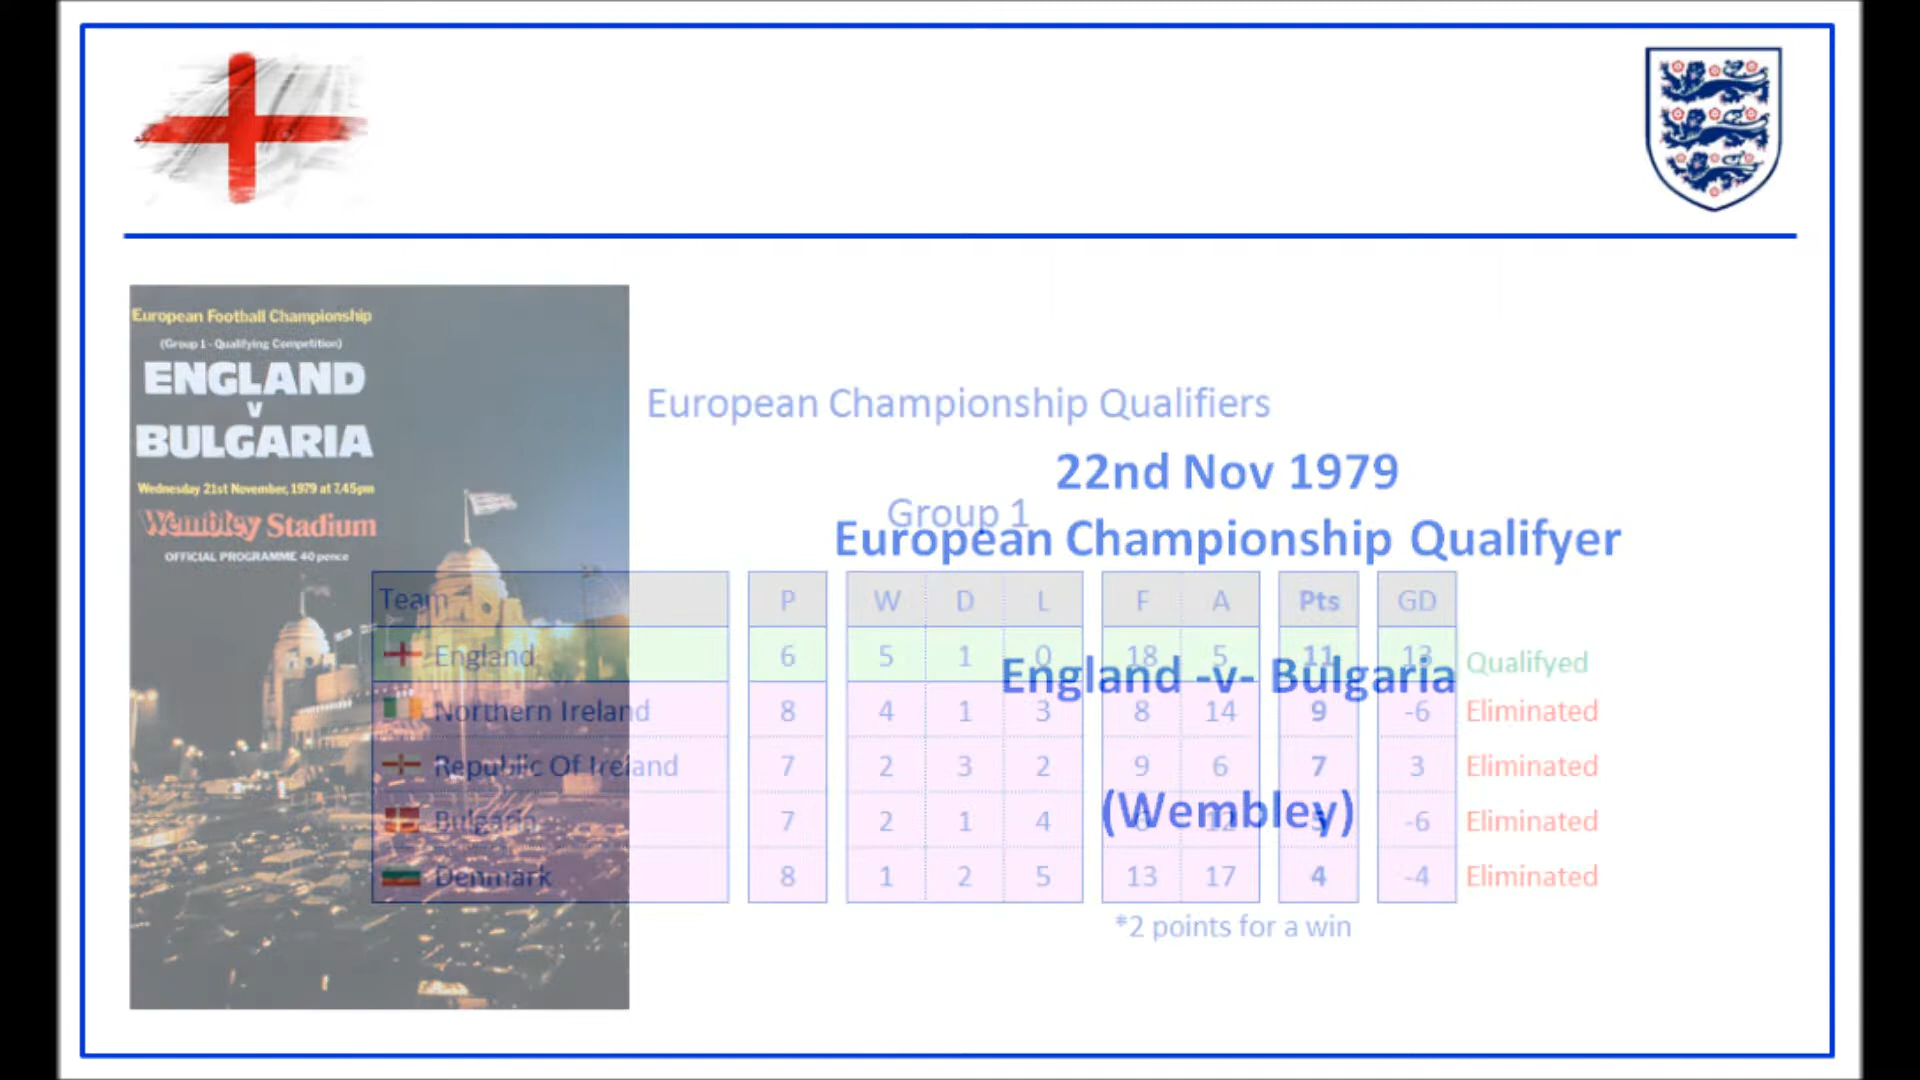 European Football Championship
(Group 1 - Qualifying Competition)
ENGLAND
v
BULGARIA
Wednesday 21st November, 1979 at 7.45pm
Wembley Stadium
OFFICIAL PROGRAMME 40 pence
European Championship Qualifiers
Group 1
22nd Nov 1979
European Championship Qualifyer
England -v- Bulgaria
(Wembley)
Team P W D L F A Pts GD
England 6 5 1 0 18 5 11 13 Qualifyed
Northern Ireland 8 4 1 3 8 14 9 -6 Eliminated
Republic Of Ireland 7 2 3 2 9 6 7 3 Eliminated
Bulgaria 7 2 1 4 6 12 5 -6 Eliminated
Denmark 8 1 2 5 13 17 4 -4 Eliminated
*2 points for a win